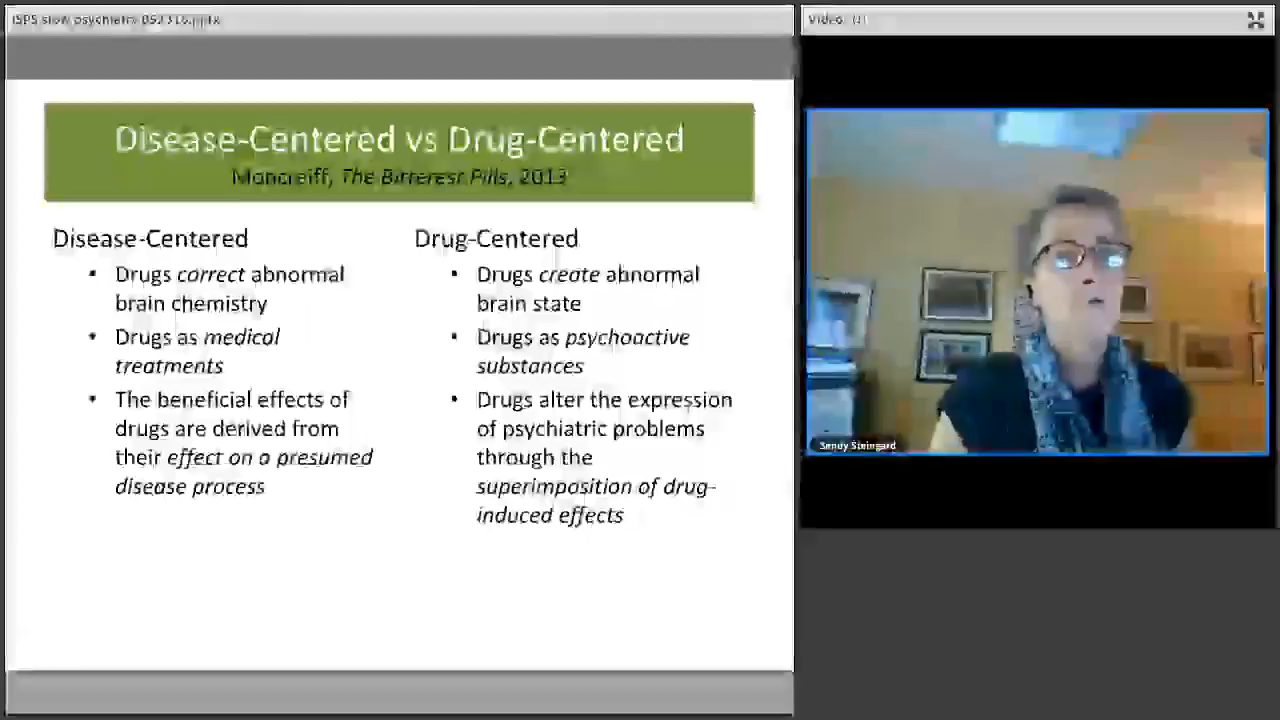 ISPS slow psychiatry 052316.pptx
Video
Disease-Centered vs Drug-Centered
Moncreiff, The Bitterest Pills, 2013
Disease-Centered
• Drugs correct abnormal
brain chemistry
• Drugs as medical
treatments
• The beneficial effects of
drugs are derived from
their effect on a presumed
disease process
Drug-Centered
• Drugs create abnormal
brain state
• Drugs as psychoactive
substances
• Drugs alter the expression
of psychiatric problems
through the
superimposition of drug-
induced effects
Sandy Steingard